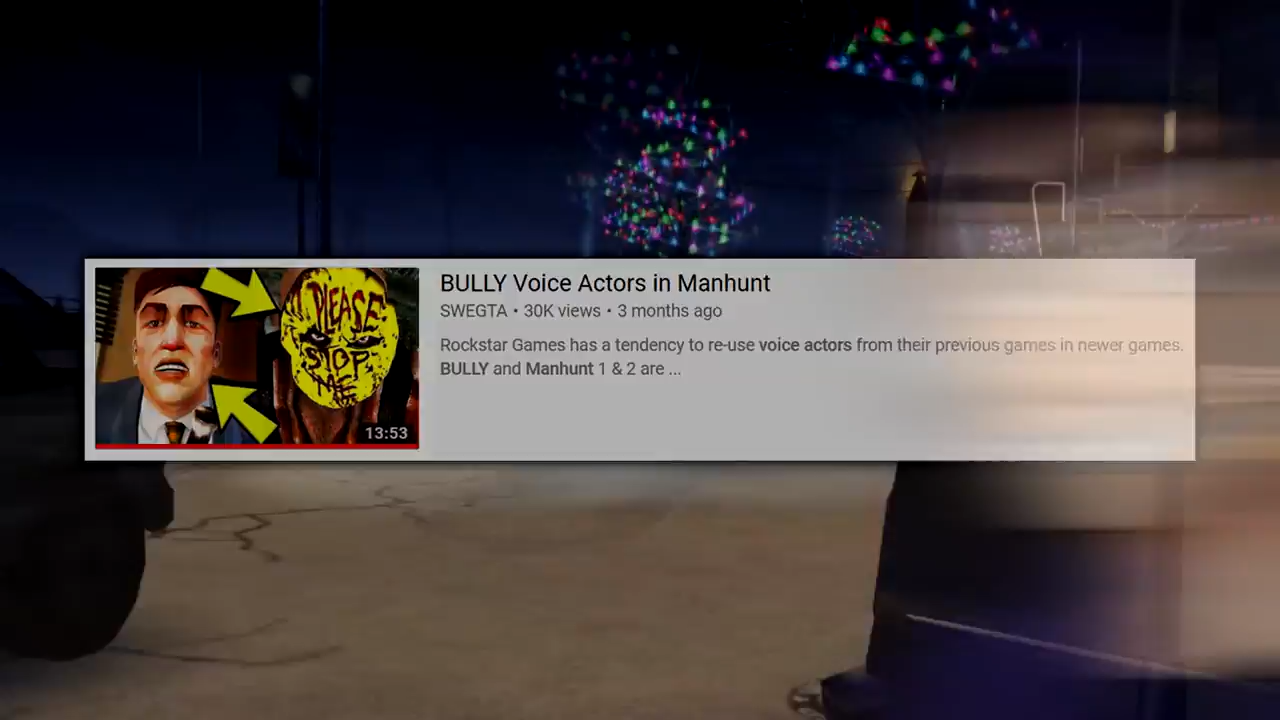 PLEASE
STOP
ME
13:53
BULLY Voice Actors in Manhunt
SWEGTA • 30K views • 3 months ago
Rockstar Games has a tendency to re-use voice actors from their previous games in newer games.
BULLY and Manhunt 1 & 2 are ...